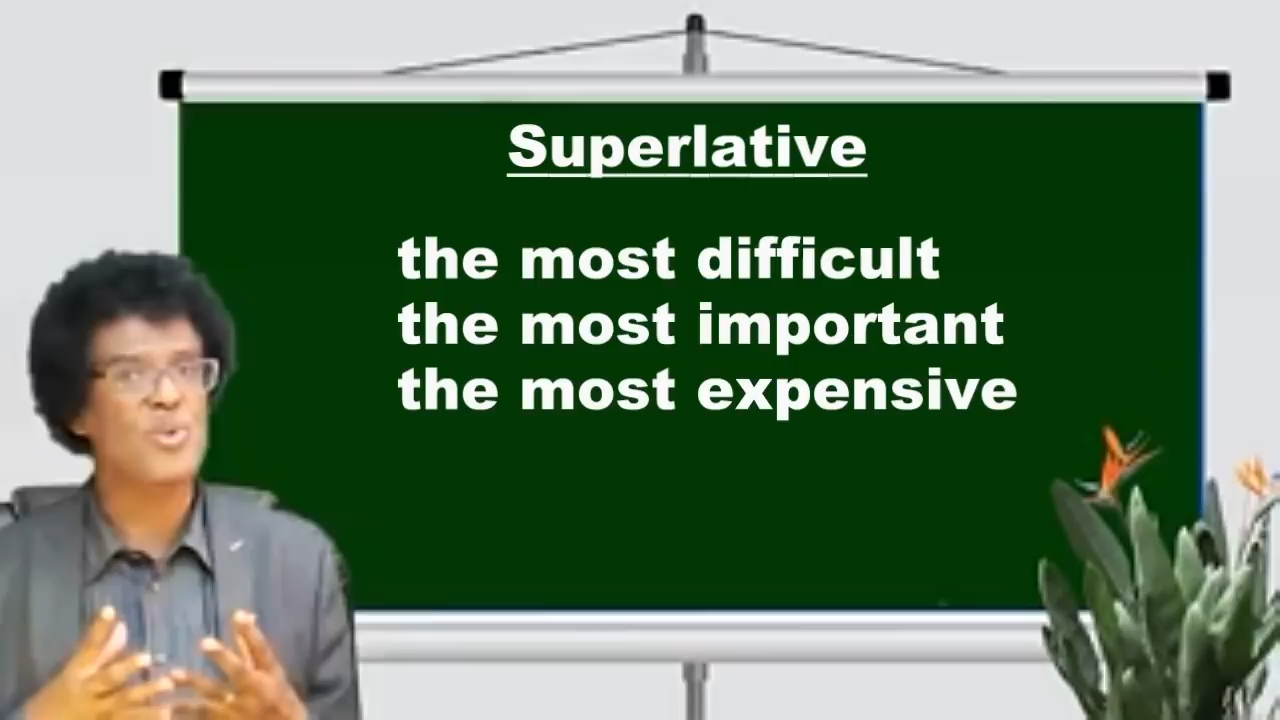 Superlative
the most difficult
the most important
the most expensive